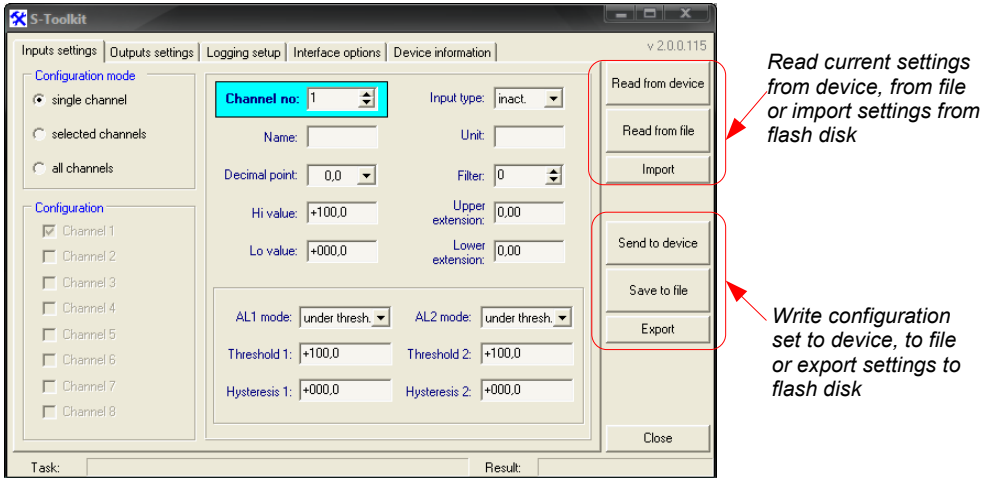 S-Toolkit
Inputs settings Outputs settings Logging setup Interface options Device information v 2.0.0.115
Configuration mode
single channel
selected channels
all channels
Configuration
Channel 1
Channel 2
Channel 3
Channel 4
Channel 5
Channel 6
Channel 7
Channel 8
Channel no: 1 Input type: inact.
Name: Unit:
Decimal point: 0,0 Filter: 0
Hi value: +100,0 Upper
extension: 0,00
Lo value: +000,0 Lower
extension: 0,00
AL1 mode: under thresh. AL2 mode: under thresh.
Threshold 1: +100,0 Threshold 2: +100,0
Hysteresis 1: +000,0 Hysteresis 2: +000,0
Read from device
Read from file
Import
Send to device
Save to file
Export
Close
Task: Result:
Read current settings
from device, from file
or import settings from
flash disk
Write configuration
set to device, to file
or export settings to
flash disk